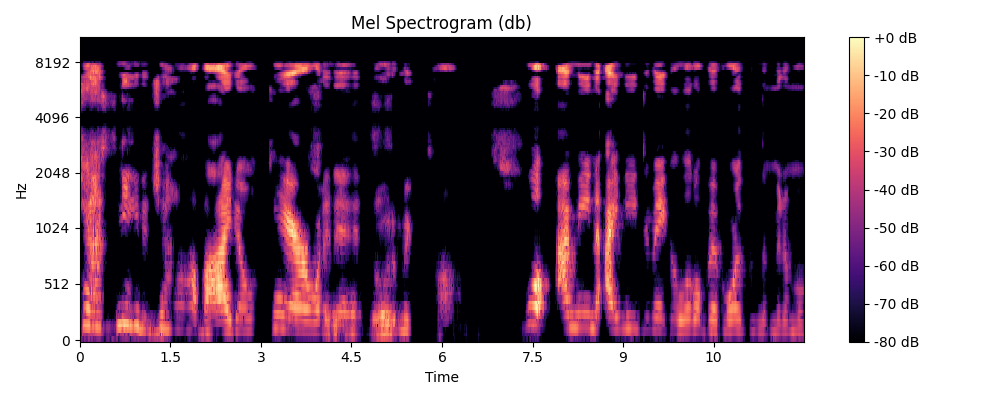 Mel Spectrogram (db)
8192
4096
2048
1024
512
0
Hz
0 1.5 3 4.5 6 7.5 9 10
Time
+0 dB
-10 dB
-20 dB
-30 dB
-40 dB
-50 dB
-60 dB
-70 dB
-80 dB